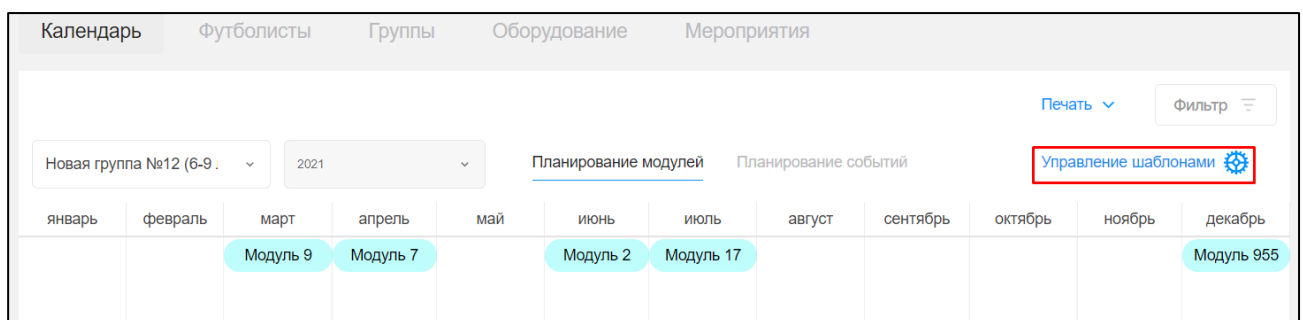 Календарь Футболисты Группы Оборудование Мероприятия
Печать Фильтр
Новая группа №12 (6-9 . 2021 Планирование модулей Планирование событий Управление шаблонами
январь февраль март апрель май июнь июль август сентябрь октябрь ноябрь декабрь
Модуль 9 Модуль 7 Модуль 2 Модуль 17 Модуль 955